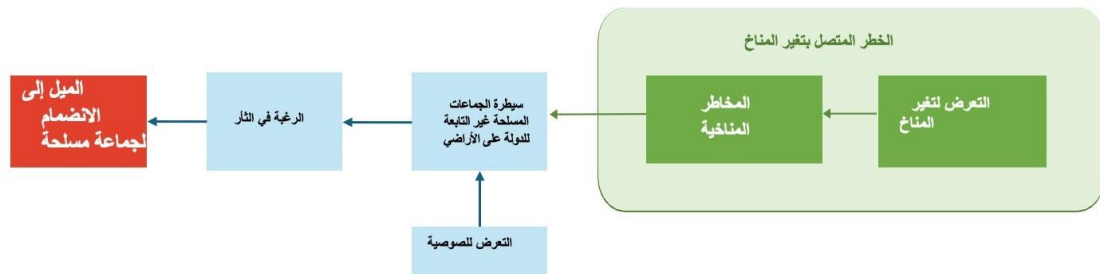 الخطر المتصل بتغير المناخ
التعرض لتغير
المناخ
المخاطر
المناخية
سيطرة الجماعات
المسلحة غير التابعة
للدولة على الأراضي
الرغبة في الثأر
الميل إلى
الانضمام
لجماعة مسلحة
التعرض للصوصية